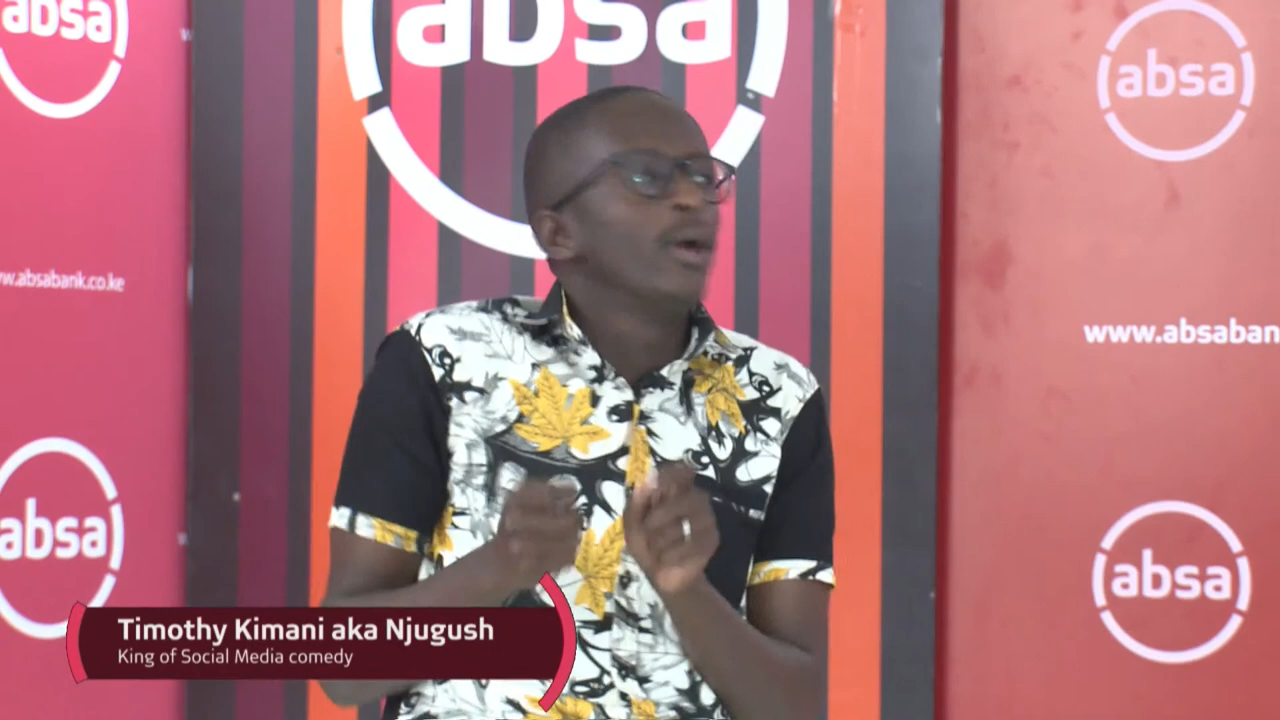 absa
absa
absa
w.absabank.co.ke
www.absaban
absa
absa
Timothy Kimani aka Njugush
King of Social Media comedy